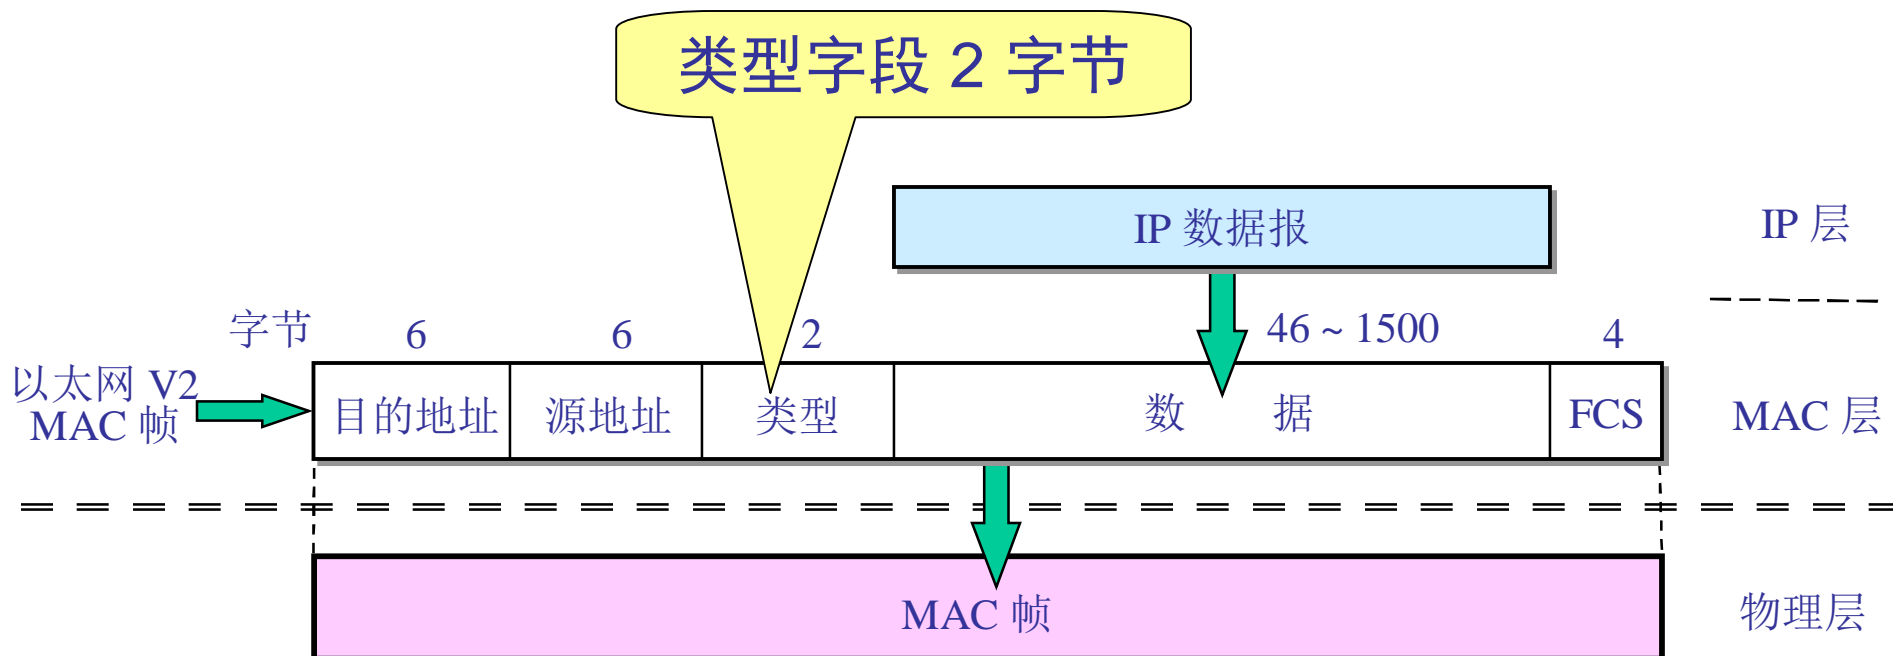 类型字段 2 字节
IP 数据报
IP 层
字节
6
6
2
46 ~ 1500
4
以太网 V2
MAC 帧
目的地址
源地址
类型
数 据
FCS
MAC 层
MAC 帧
物理层